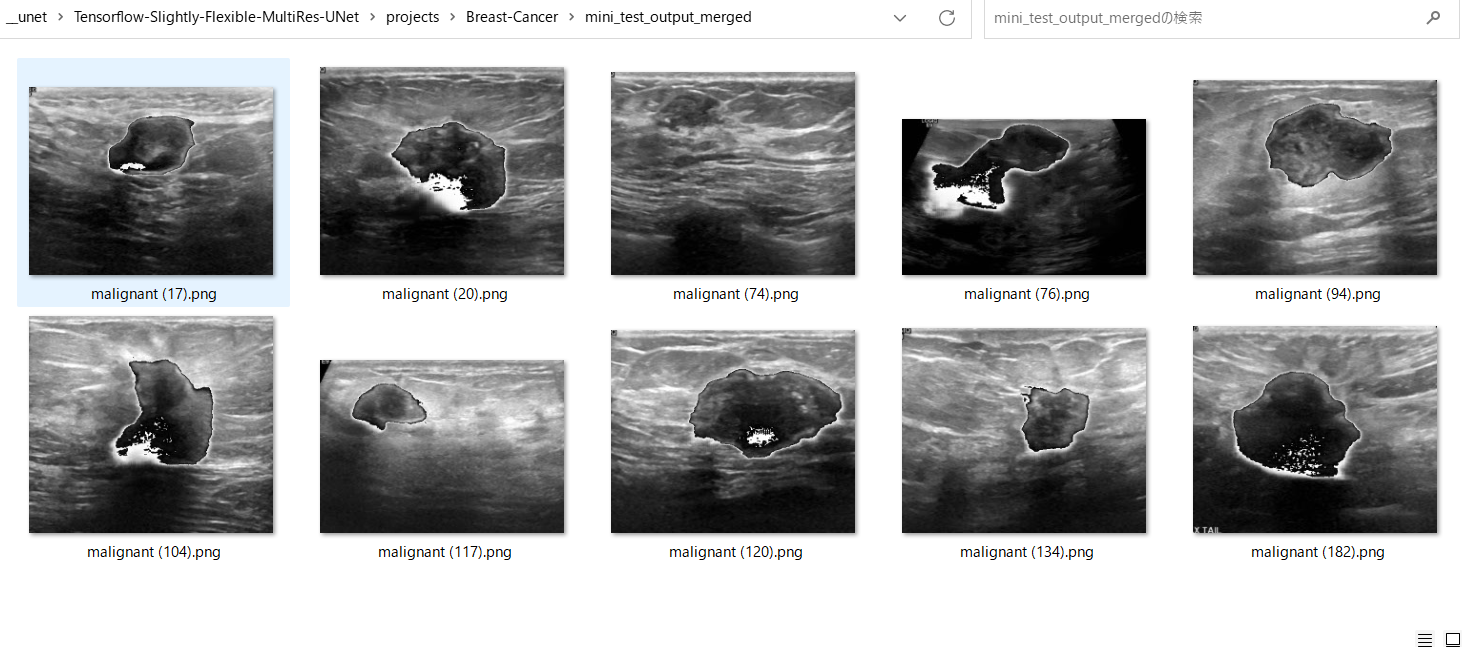 __unet > Tensorflow-Slightly-Flexible-MultiRes-UNet > projects > Breast-Cancer > mini_test_output_merged
mini_test_output_mergedの検索
malignant (17).png
malignant (20).png
malignant (74).png
malignant (76).png
malignant (94).png
malignant (104).png
malignant (117).png
malignant (120).png
malignant (134).png
X TAIL
malignant (182).png